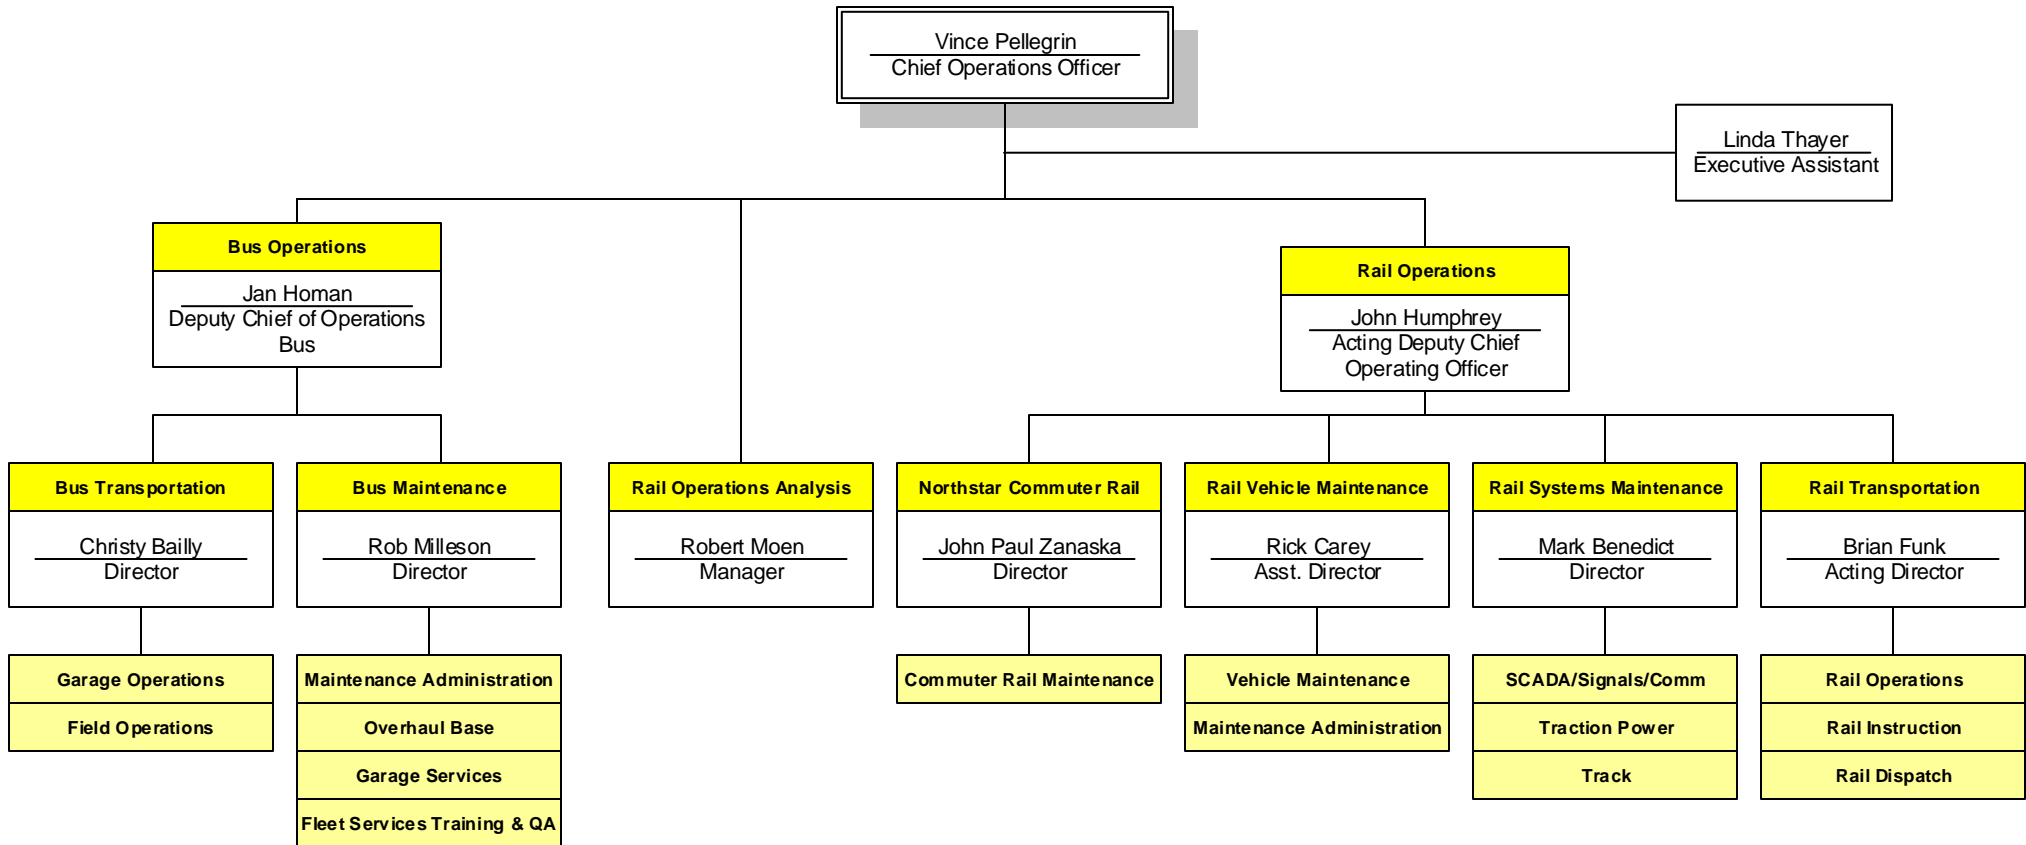 Vince Pellegrin
Chief Operations Officer
Linda Thayer
Executive Assistant
Bus Operations
Jan Homan
Deputy Chief of Operations
Bus
Rail Operations
John Humphrey
Acting Deputy Chief
Operating Officer
Bus Transportation
Christy Bailly
Director
Garage Operations
Field Operations
Bus Maintenance
Rob Milleson
Director
Maintenance Administration
Overhaul Base
Garage Services
Fleet Services Training & QA
Rail Operations Analysis
Robert Moen
Manager
Northstar Commuter Rail
John Paul Zanaska
Director
Commuter Rail Maintenance
Rail Vehicle Maintenance
Rick Carey
Asst. Director
Vehicle Maintenance
Maintenance Administration
Rail Systems Maintenance
Mark Benedict
Director
SCADA/Signals/Comm
Traction Power
Track
Rail Transportation
Brian Funk
Acting Director
Rail Operations
Rail Instruction
Rail Dispatch